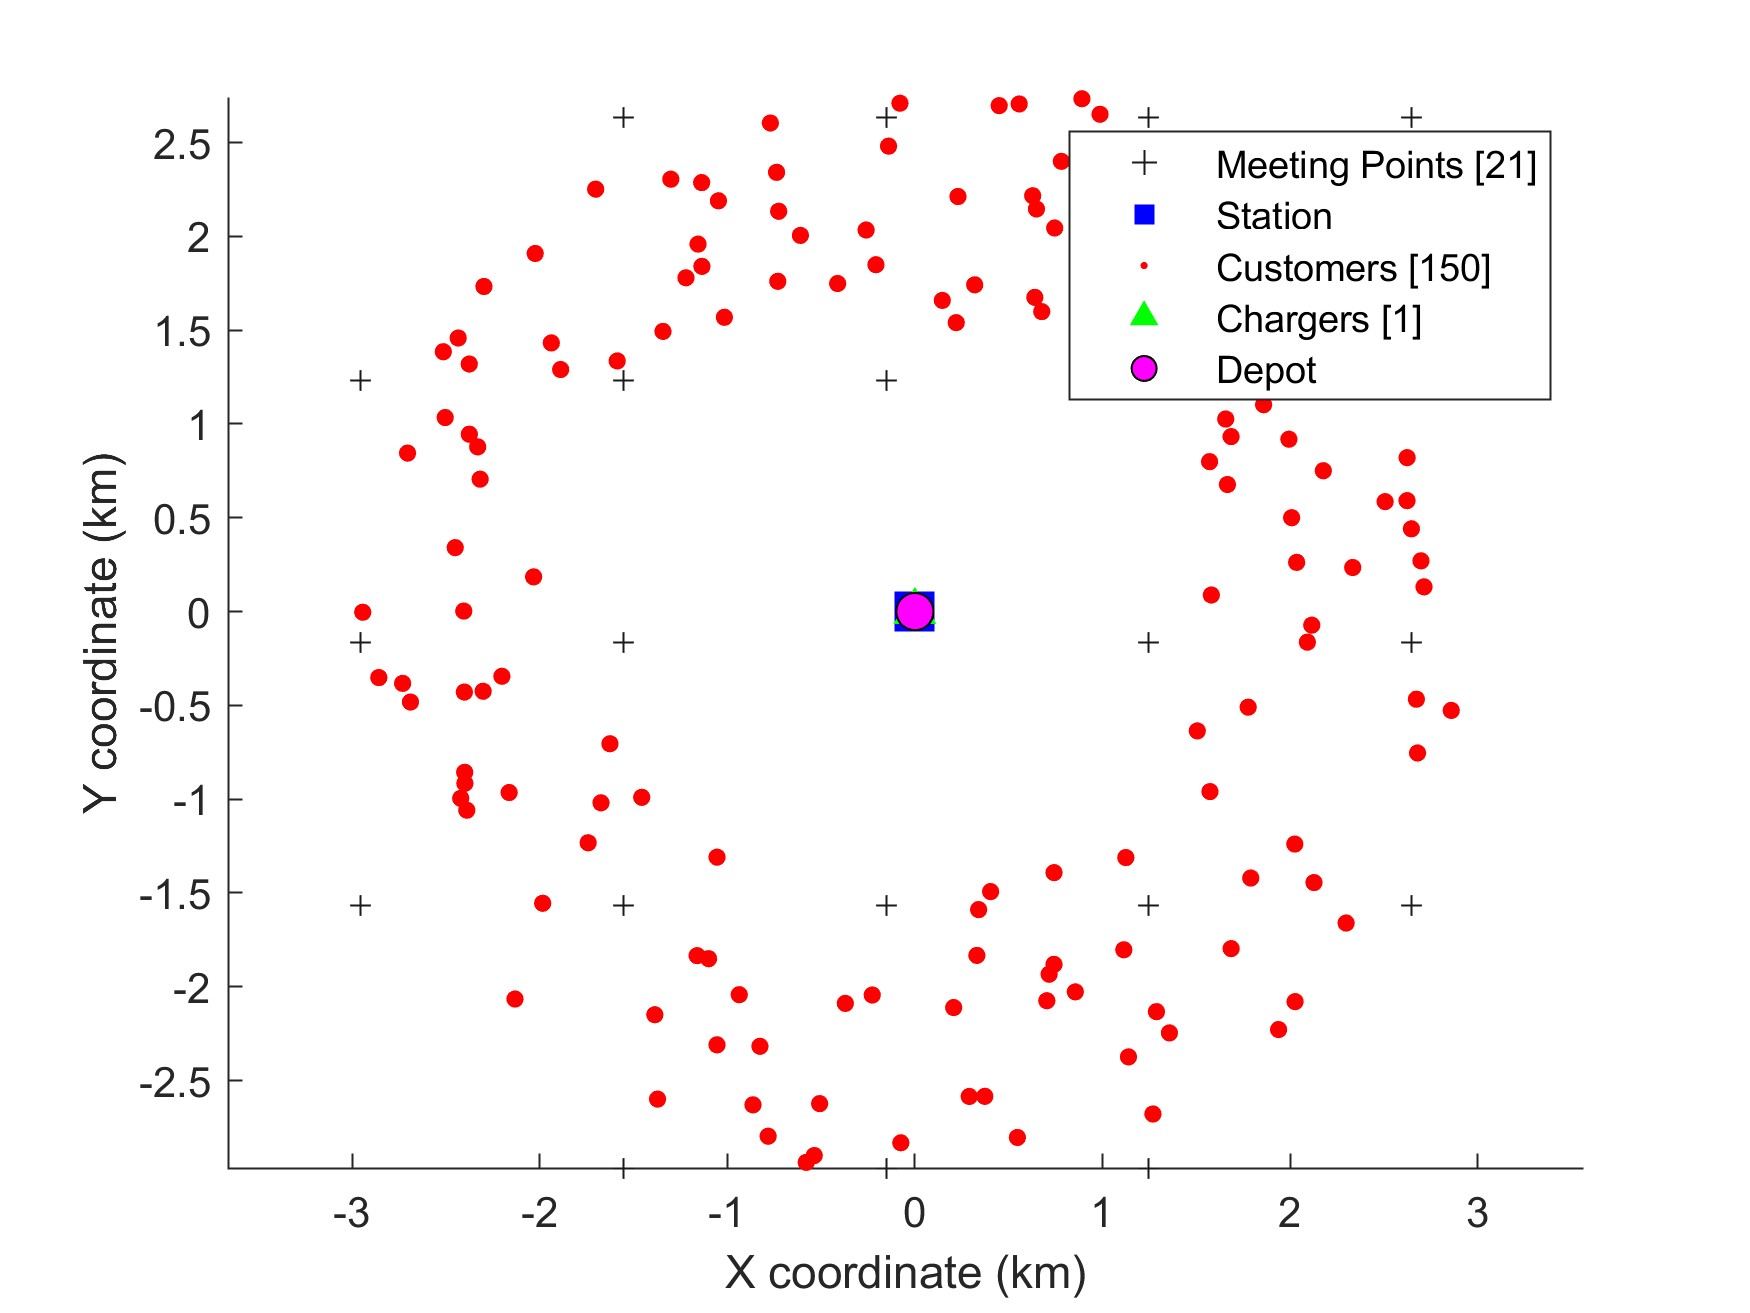 2.5
2
1.5
1
0.5
0
-0.5
-1
-1.5
-2
-2.5
Y coordinate (km)
-3 -2 -1 0 1 2 3
X coordinate (km)
Meeting Points [21]
Station
Customers [150]
Chargers [1]
Depot